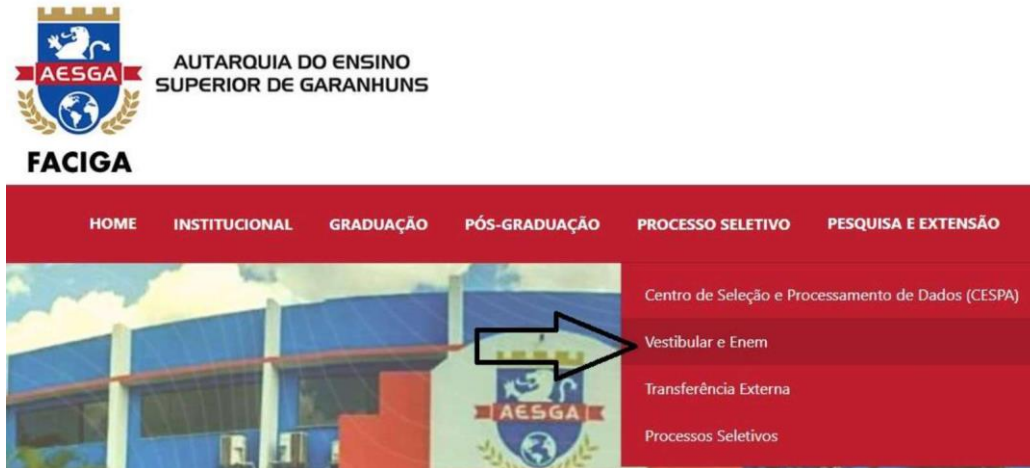 AESGA
FACIGA
AUTARQUIA DO ENSINO
SUPERIOR DE GARANHUNS
HOME INSTITUCIONAL GRADUAÇÃO PÓS-GRADUAÇÃO PROCESSO SELETIVO PESQUISA E EXTENSÃO
Centro de Seleção e Processamento de Dados (CESPA)
Vestibular e Enem
Transferência Externa
Processos Seletivos
AESGA